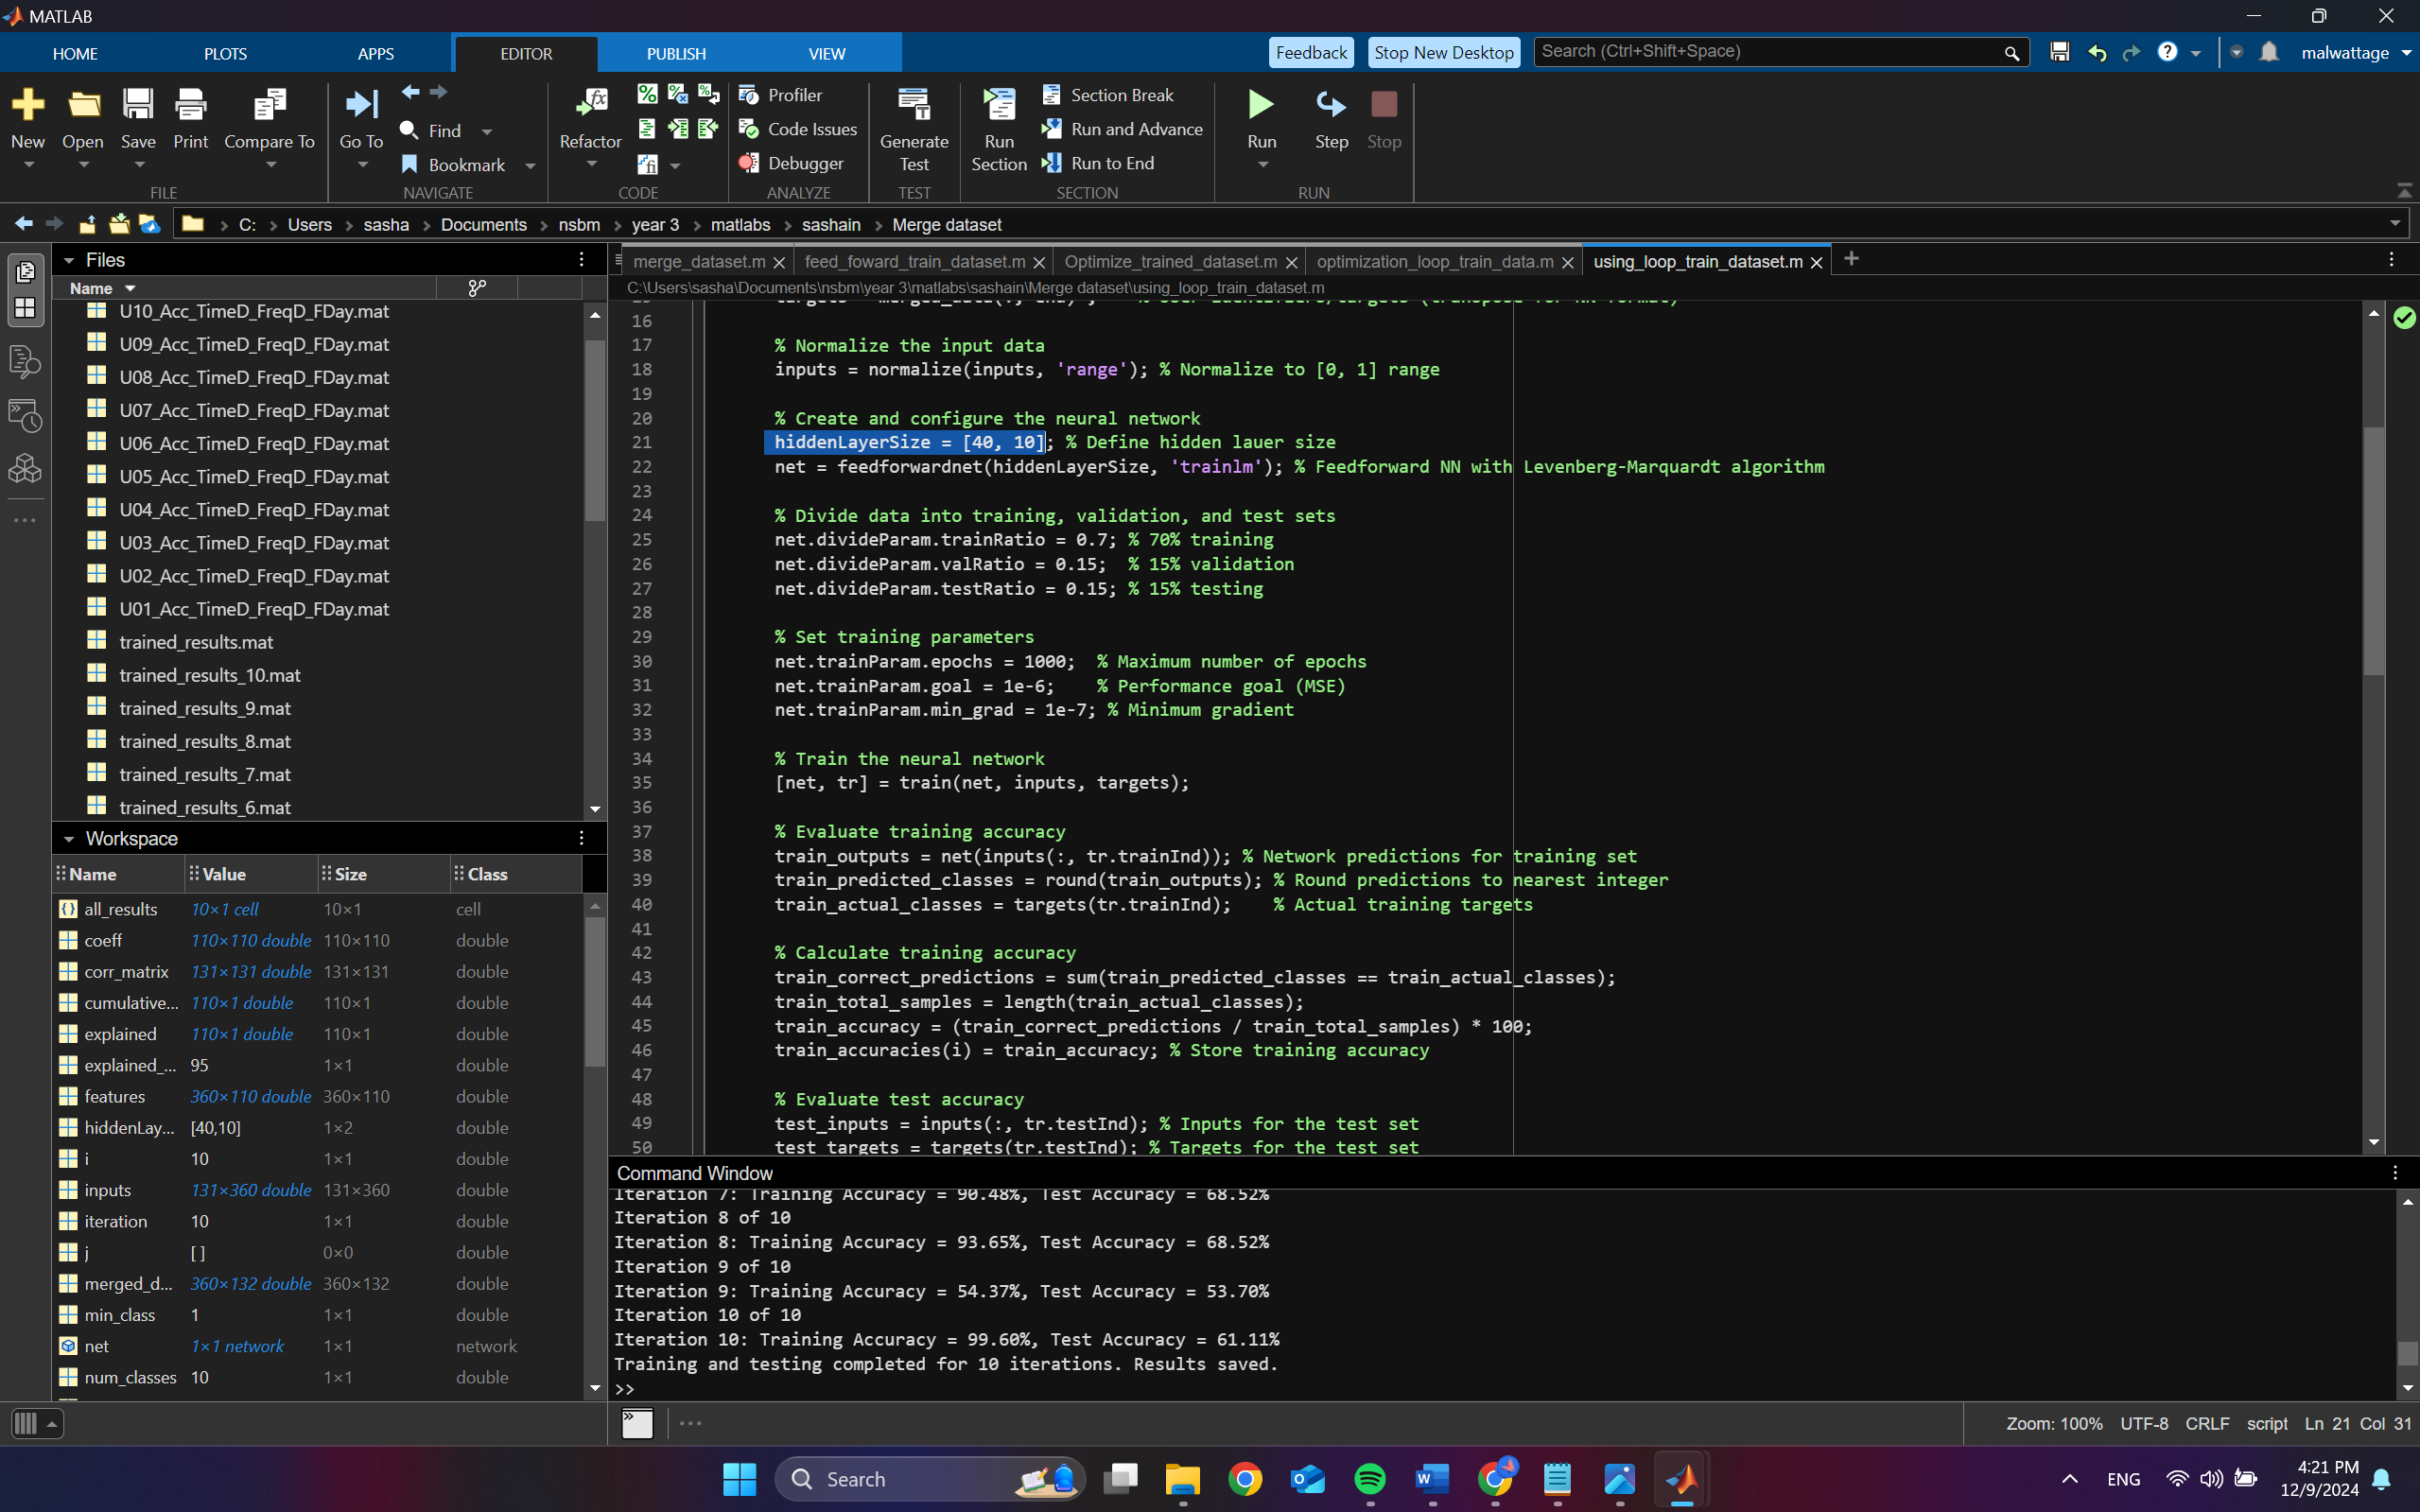 MATLAB
HOME PLOTS APPS EDITOR PUBLISH VIEW Feedback Stop New Desktop Search (Ctrl+Shift+Space) malwattage
New Open Save Print Compare To Go To Find Bookmark Refactor Profiler Code Issues Debugger Generate Test Run Section Section Break Run and Advance Run to End Run Step Stop
FILE NAVIGATE CODE ANALYZE TEST SECTION RUN
C: › Users › sasha › Documents › nsbm › year 3 › matlabs › sashain › Merge dataset
Files
Name
U10_Acc_TimeD_FreqD_FDay.mat
U09_Acc_TimeD_FreqD_FDay.mat
U08_Acc_TimeD_FreqD_FDay.mat
U07_Acc_TimeD_FreqD_FDay.mat
U06_Acc_TimeD_FreqD_FDay.mat
U05_Acc_TimeD_FreqD_FDay.mat
U04_Acc_TimeD_FreqD_FDay.mat
U03_Acc_TimeD_FreqD_FDay.mat
U02_Acc_TimeD_FreqD_FDay.mat
U01_Acc_TimeD_FreqD_FDay.mat
trained_results.mat
trained_results_10.mat
trained_results_9.mat
trained_results_8.mat
trained_results_7.mat
trained_results_6.mat
Workspace
Name Value Size Class
all_results 10×1 cell 10×1 cell
coeff 110×110 double 110×110 double
corr_matrix 131×131 double 131×131 double
cumulative... 110×1 double 110×1 double
explained 110×1 double 110×1 double
explained_... 95 1×1 double
features 360×110 double 360×110 double
hiddenLay... [40,10] 1×2 double
i 10 1×1 double
inputs 131×360 double 131×360 double
iteration 10 1×1 double
j [ ] 0×0 double
merged_d... 360×132 double 360×132 double
min_class 1 1×1 double
net 1×1 network 1×1 network
num_classes 10 1×1 double
merge_dataset.m feed_foward_train_dataset.m Optimize_trained_dataset.m optimization_loop_train_data.m using_loop_train_dataset.m
C:\Users\sasha\Documents\nsbm\year 3\matlabs\sashain\Merge dataset\using_loop_train_dataset.m
16
17 % Normalize the input data
18 inputs = normalize(inputs, 'range'); % Normalize to [0, 1] range
19
20 % Create and configure the neural network
21 hiddenLayerSize = [40, 10]; % Define hidden lauer size
22 net = feedforwardnet(hiddenLayerSize, 'trainlm'); % Feedforward NN with Levenberg-Marquardt algorithm
23
24 % Divide data into training, validation, and test sets
25 net.divideParam.trainRatio = 0.7; % 70% training
26 net.divideParam.valRatio = 0.15; % 15% validation
27 net.divideParam.testRatio = 0.15; % 15% testing
28
29 % Set training parameters
30 net.trainParam.epochs = 1000; % Maximum number of epochs
31 net.trainParam.goal = 1e-6; % Performance goal (MSE)
32 net.trainParam.min_grad = 1e-7; % Minimum gradient
33
34 % Train the neural network
35 [net, tr] = train(net, inputs, targets);
36
37 % Evaluate training accuracy
38 train_outputs = net(inputs(:, tr.trainInd)); % Network predictions for training set
39 train_predicted_classes = round(train_outputs); % Round predictions to nearest integer
40 train_actual_classes = targets(tr.trainInd); % Actual training targets
41
42 % Calculate training accuracy
43 train_correct_predictions = sum(train_predicted_classes == train_actual_classes);
44 train_total_samples = length(train_actual_classes);
45 train_accuracy = (train_correct_predictions / train_total_samples) * 100;
46 train_accuracies(i) = train_accuracy; % Store training accuracy
47
48 % Evaluate test accuracy
49 test_inputs = inputs(:, tr.testInd); % Inputs for the test set
50 test_targets = targets(tr.testInd); % Targets for the test set
Command Window
Iteration 7: Training Accuracy = 90.48%, Test Accuracy = 68.52%
Iteration 8 of 10
Iteration 8: Training Accuracy = 93.65%, Test Accuracy = 68.52%
Iteration 9 of 10
Iteration 9: Training Accuracy = 54.37%, Test Accuracy = 53.70%
Iteration 10 of 10
Iteration 10: Training Accuracy = 99.60%, Test Accuracy = 61.11%
Training and testing completed for 10 iterations. Results saved.
>>
Zoom: 100% UTF-8 CRLF script Ln 21 Col 31
Search
ENG 4:21 PM
12/9/2024